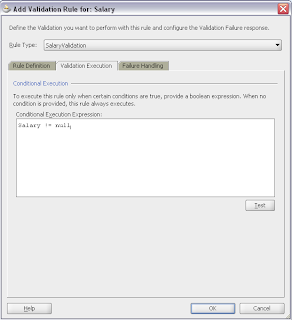 Add Validation Rule for: Salary
Define the Validation you want to perform with this rule and configure the Validation Failure response.
Rule Type: SalaryValidation
Rule Definition Validation Execution Failure Handling
Conditional Execution
To execute this rule only when certain conditions are true, provide a boolean expression. When no
condition is provided, this rule always executes.
Conditional Execution Expression:
Salary != null
Test
Help OK Cancel